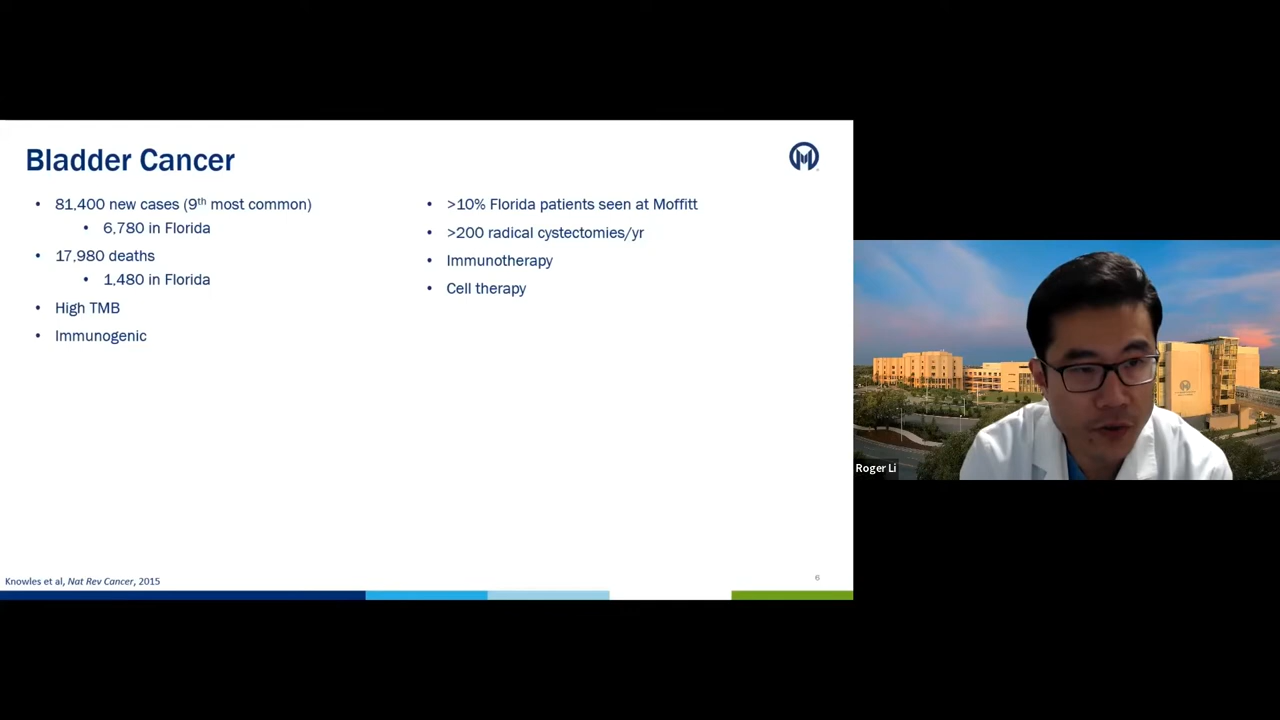 Bladder Cancer
• 81,400 new cases (9th most common)
• 6,780 in Florida
• 17,980 deaths
• 1,480 in Florida
• High TMB
• Immunogenic
• >10% Florida patients seen at Moffitt
• >200 radical cystectomies/yr
• Immunotherapy
• Cell therapy
Knowles et al, Nat Rev Cancer, 2015
6
Roger Li